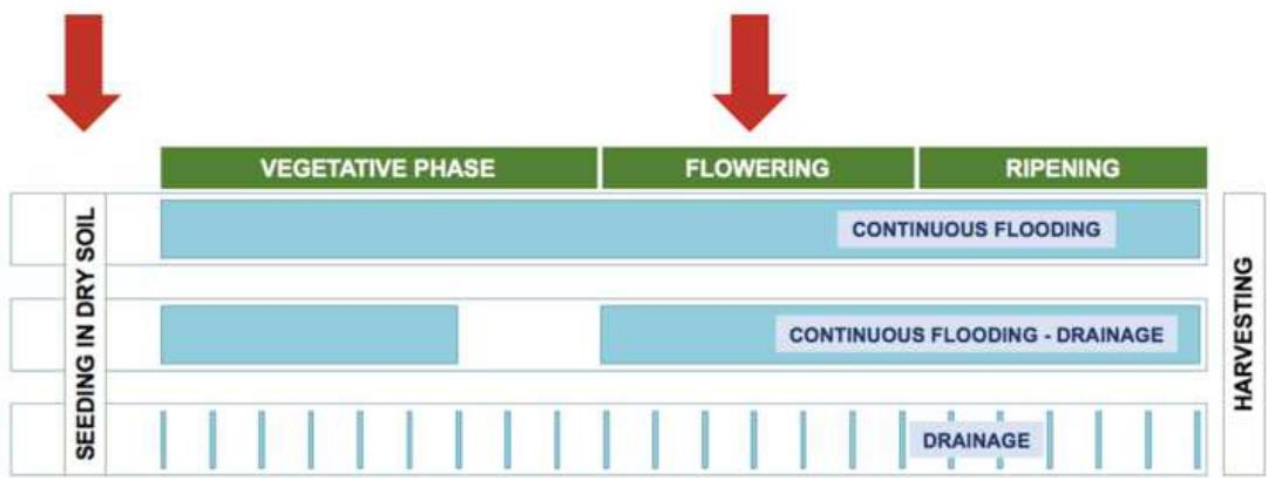 VEGETATIVE PHASE
FLOWERING
RIPENING
SEEDING IN DRY SOIL
CONTINUOUS FLOODING
CONTINUOUS FLOODING - DRAINAGE
DRAINAGE
HARVESTING